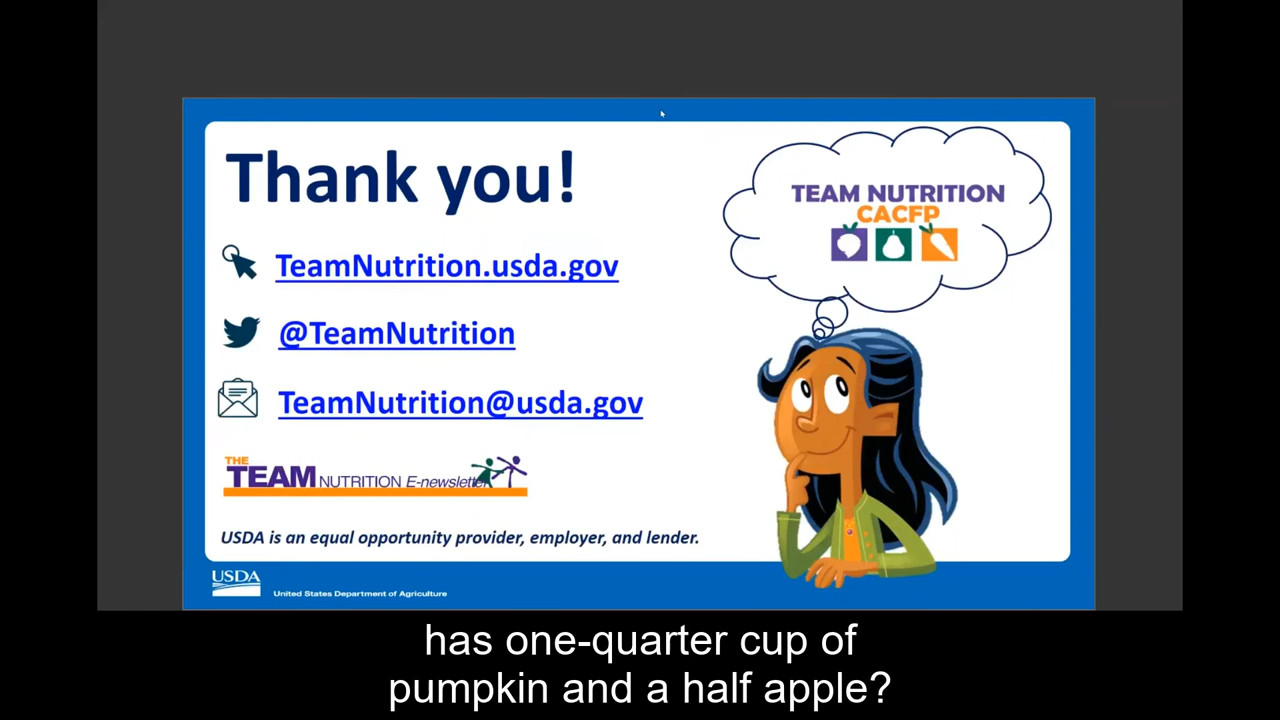 Thank you!
TEAM NUTRITION
CACFP
TeamNutrition.usda.gov
@TeamNutrition
TeamNutrition@usda.gov
THE
TEAM NUTRITION E-newsletter
USDA is an equal opportunity provider, employer, and lender.
USDA
United States Department of Agriculture
has one-quarter cup of
pumpkin and a half apple?